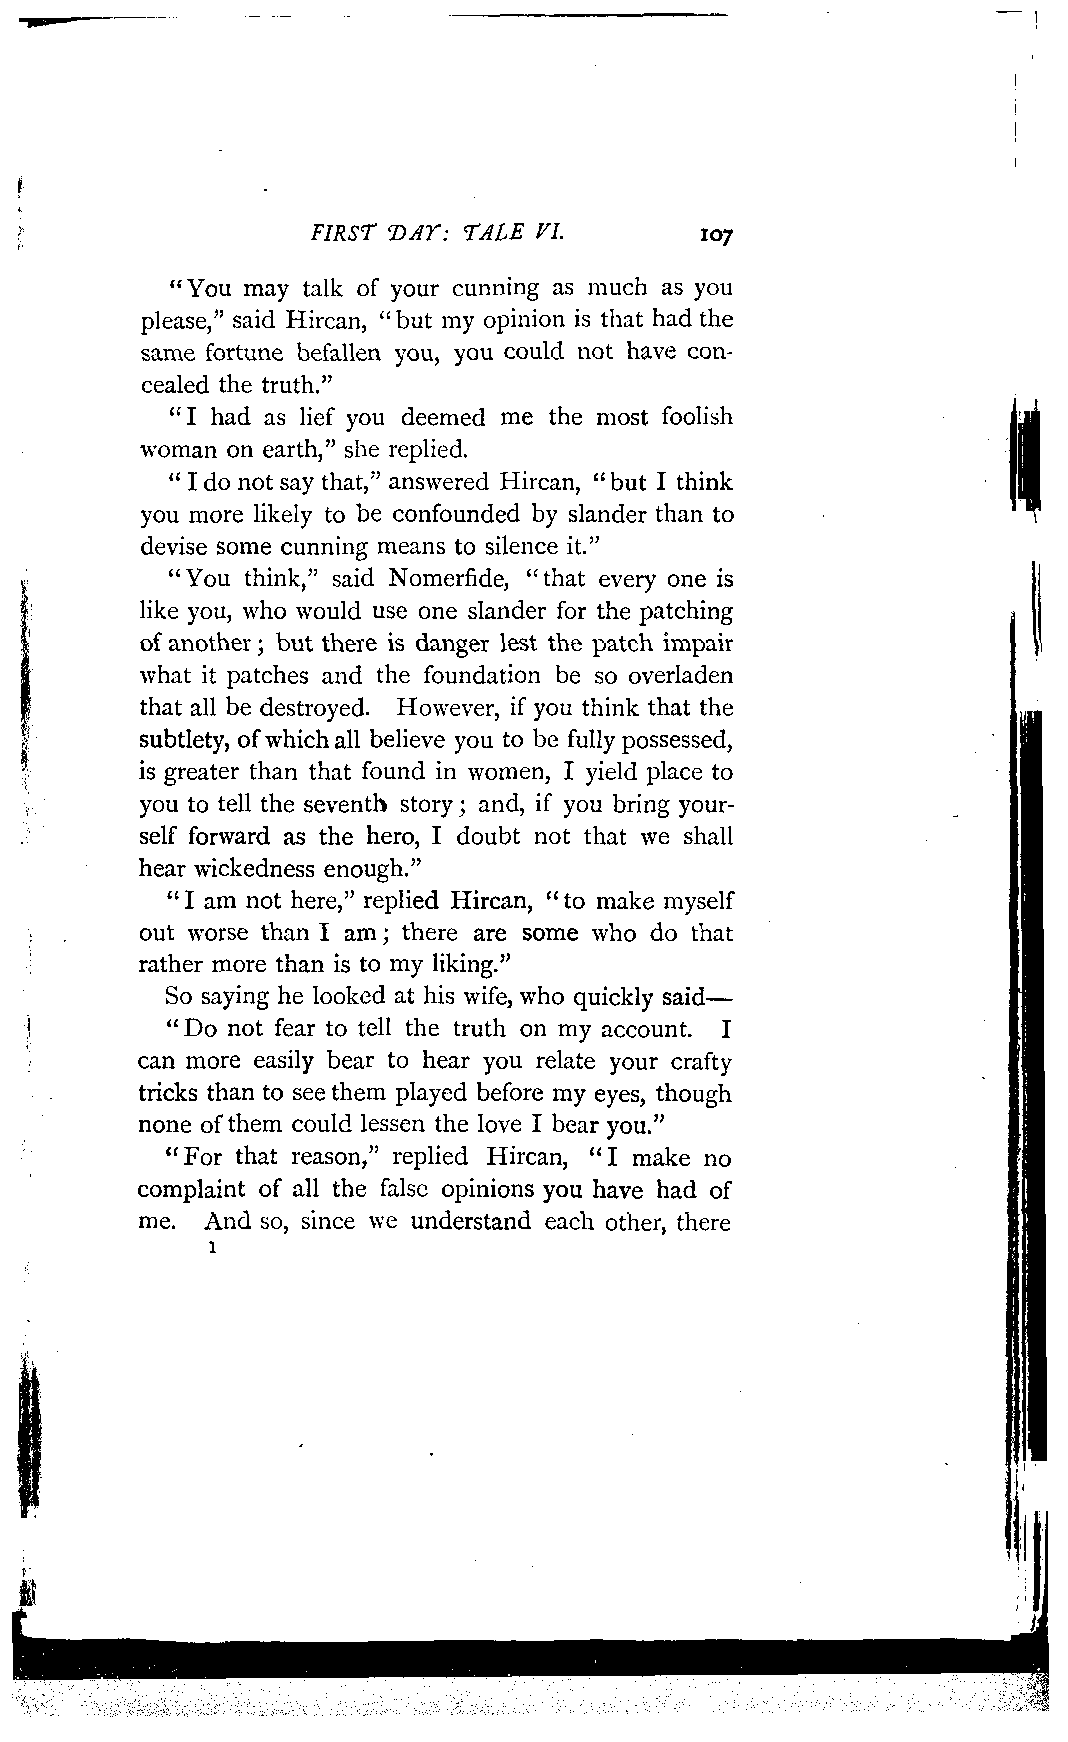 FIRST DAY: TALE VI. 107
"You may talk of your cunning as much as you
please," said Hircan, "but my opinion is that had the
same fortune befallen you, you could not have con-
cealed the truth."
"I had as lief you deemed me the most foolish
woman on earth," she replied.
"I do not say that," answered Hircan, "but I think
you more likely to be confounded by slander than to
devise some cunning means to silence it."
"You think," said Nomerfide, "that every one is
like you, who would use one slander for the patching
of another; but there is danger lest the patch impair
what it patches and the foundation be so overladen
that all be destroyed. However, if you think that the
subtlety, of which all believe you to be fully possessed,
is greater than that found in women, I yield place to
you to tell the seventh story; and, if you bring your-
self forward as the hero, I doubt not that we shall
hear wickedness enough."
"I am not here," replied Hircan, "to make myself
out worse than I am; there are some who do that
rather more than is to my liking."
So saying he looked at his wife, who quickly said—
"Do not fear to tell the truth on my account. I
can more easily bear to hear you relate your crafty
tricks than to see them played before my eyes, though
none of them could lessen the love I bear you."
"For that reason," replied Hircan, "I make no
complaint of all the false opinions you have had of
me. And so, since we understand each other, there
1